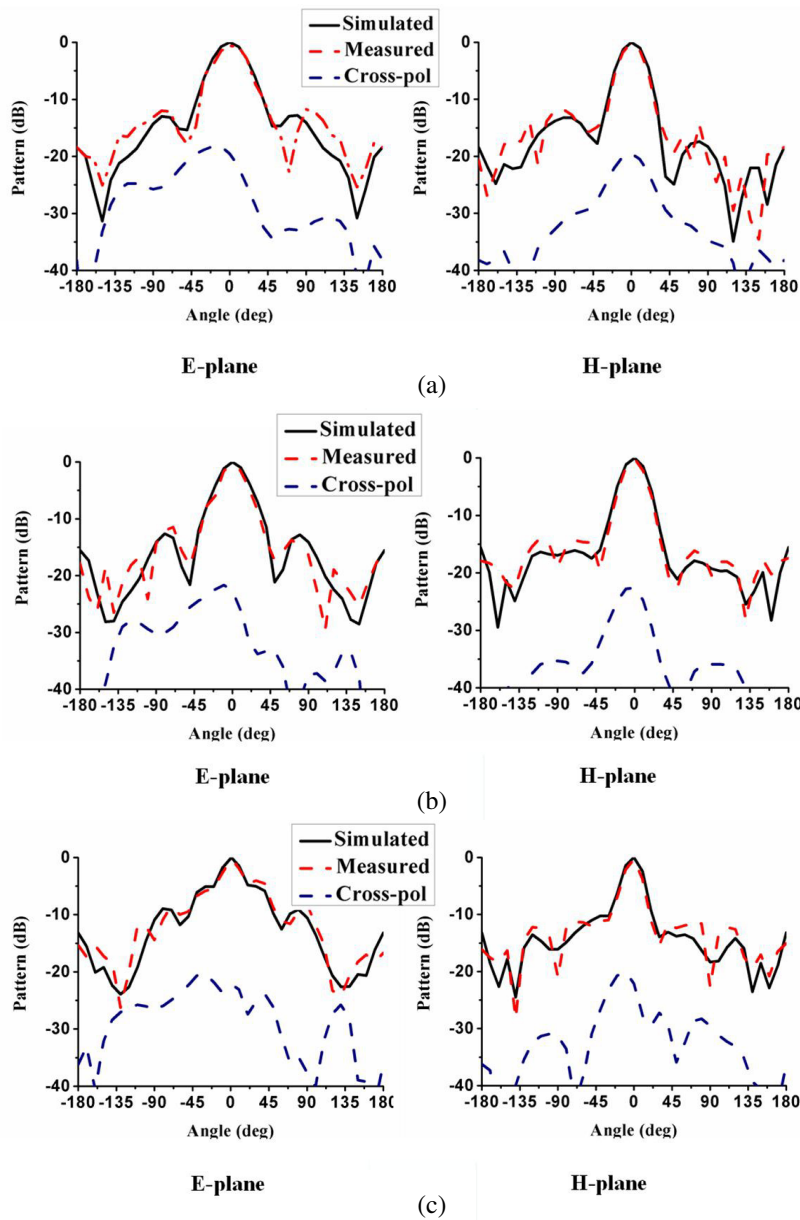 Simulated
Measured
Cross-pol
0
-10
-20
-30
-40
Pattern (dB)
-180 -135 -90 -45 0 45 90 135 180
Angle (deg)
E-plane
0
-10
-20
-30
-40
Pattern (dB)
-180 -135 -90 -45 0 45 90 135 180
Angle (deg)
H-plane
(a)
Simulated
Measured
Cross-pol
0
-10
-20
-30
-40
Pattern (dB)
-180 -135 -90 -45 0 45 90 135 180
Angle (deg)
E-plane
0
-10
-20
-30
-40
Pattern (dB)
-180 -135 -90 -45 0 45 90 135 180
Angle (deg)
H-plane
(b)
Simulated
Measured
Cross-pol
0
-10
-20
-30
-40
Pattern (dB)
-180 -135 -90 -45 0 45 90 135 180
Angle (deg)
E-plane
0
-10
-20
-30
-40
Pattern (dB)
-180 -135 -90 -45 0 45 90 135 180
Angle (deg)
H-plane
(c)